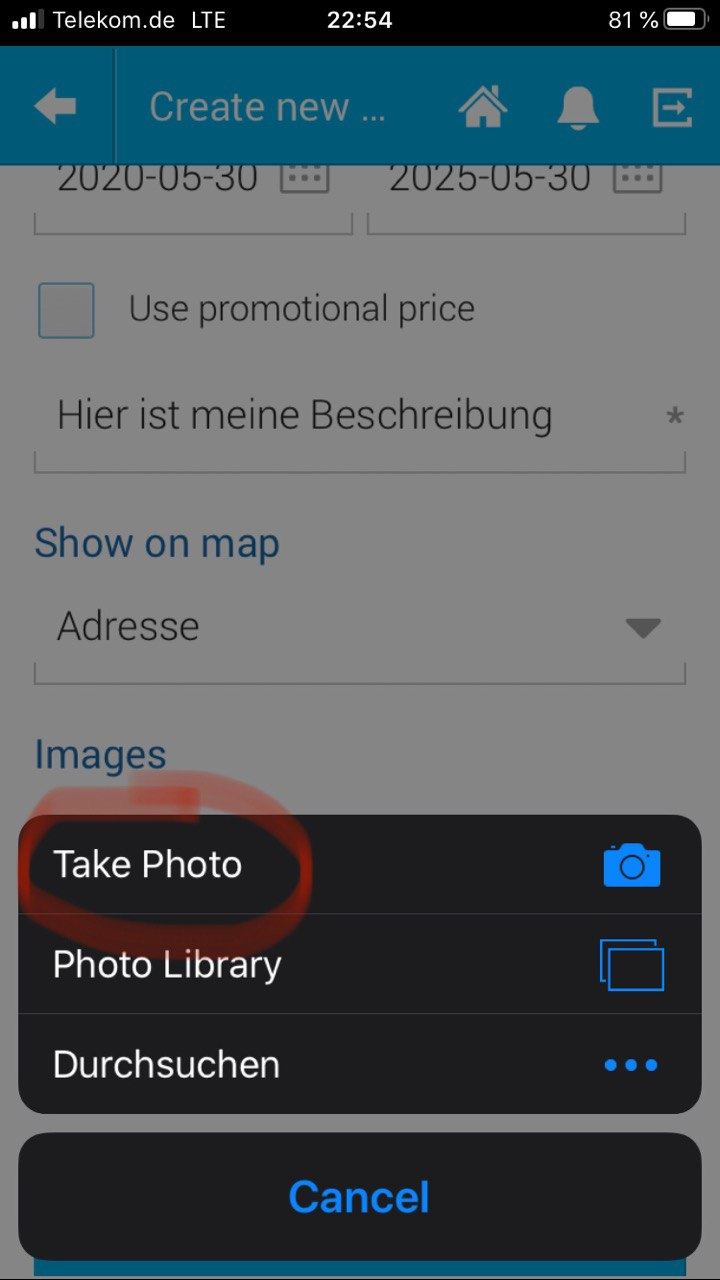 Telekom.de LTE 22:54 81 %
Create new ...
2020-05-30 2025-05-30
Use promotional price
Hier ist meine Beschreibung *
Show on map
Adresse
Images
Take Photo
Photo Library
Durchsuchen
Cancel